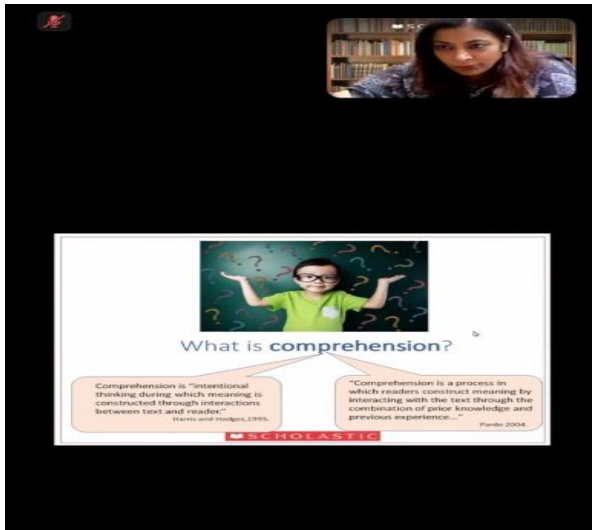 SC
What is comprehension?
Comprehension is "intentional
thinking during which meaning is
constructed through interactions
between text and reader."
Harris and Hodges,1995.
"Comprehension is a process in
which readers construct meaning by
interacting with the text through the
combination of prior knowledge and
previous experience..."
Pardo 2004.
SCHOLASTIC